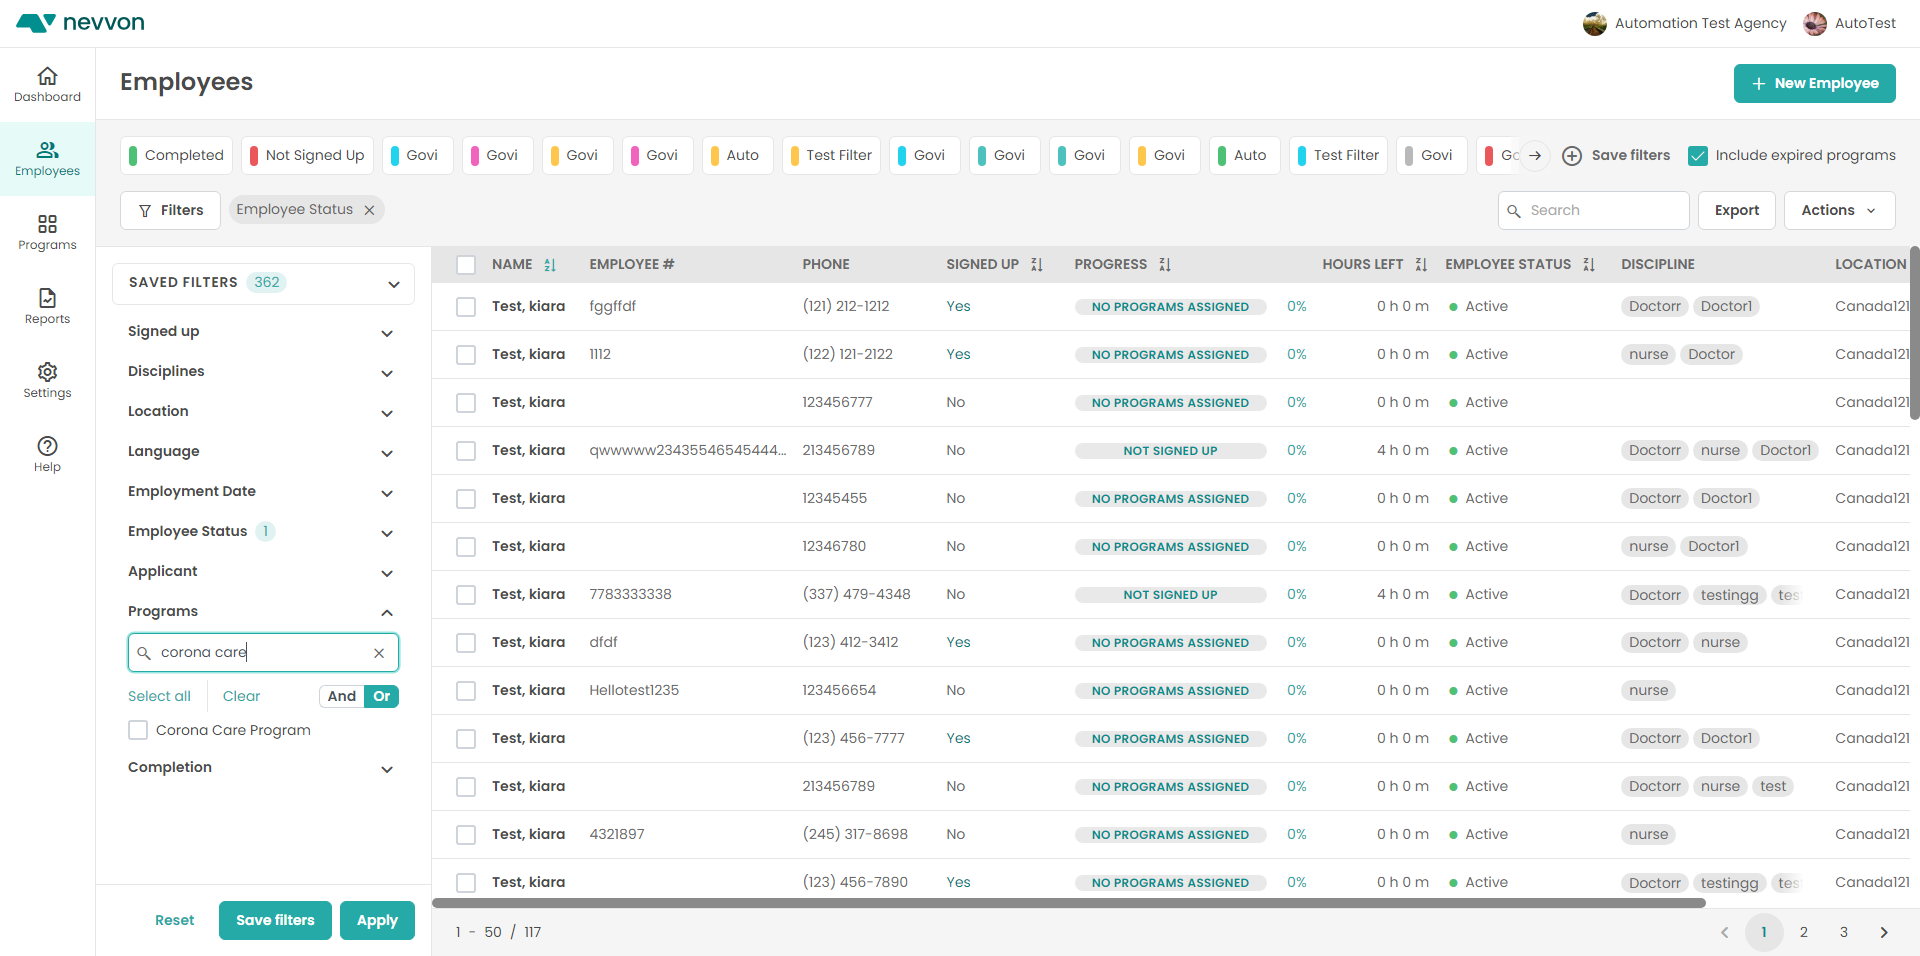 nevvon
Automation Test Agency AutoTest
Dashboard
Employees
Programs
Reports
Settings
Help
Employees
New Employee
Completed Not Signed Up Govi Govi Govi Govi Auto Test Filter Govi Govi Govi Govi Auto Test Filter Govi Save filters Include expired programs
Filters Employee Status Search Export Actions
SAVED FILTERS 362
Signed up
Disciplines
Location
Language
Employment Date
Employee Status 1
Applicant
Programs
corona care
Select all Clear And Or
Corona Care Program
Completion
Reset Save filters Apply
NAME EMPLOYEE # PHONE SIGNED UP PROGRESS HOURS LEFT EMPLOYEE STATUS DISCIPLINE LOCATION
Test, kiara fggffdf (121) 212-1212 Yes NO PROGRAMS ASSIGNED 0% 0 h 0 m Active Doctorr Doctor1 Canada121
Test, kiara 1112 (122) 121-2122 Yes NO PROGRAMS ASSIGNED 0% 0 h 0 m Active nurse Doctor Canada121
Test, kiara 123456777 No NO PROGRAMS ASSIGNED 0% 0 h 0 m Active Canada121
Test, kiara qwwwww23435546545444... 213456789 No NOT SIGNED UP 0% 4 h 0 m Active Doctorr nurse Doctor1 Canada121
Test, kiara 12345455 No NO PROGRAMS ASSIGNED 0% 0 h 0 m Active Doctorr Doctor1 Canada121
Test, kiara 12346780 No NO PROGRAMS ASSIGNED 0% 0 h 0 m Active nurse Doctor1 Canada121
Test, kiara 7783333338 (337) 479-4348 No NOT SIGNED UP 0% 4 h 0 m Active Doctorr testingg tes Canada121
Test, kiara dfdf (123) 412-3412 Yes NO PROGRAMS ASSIGNED 0% 0 h 0 m Active Doctorr nurse Canada121
Test, kiara Hellotest1235 123456654 No NO PROGRAMS ASSIGNED 0% 0 h 0 m Active nurse Canada121
Test, kiara (123) 456-7777 Yes NO PROGRAMS ASSIGNED 0% 0 h 0 m Active Doctorr Doctor1 Canada121
Test, kiara 213456789 No NO PROGRAMS ASSIGNED 0% 0 h 0 m Active Doctorr nurse test Canada121
Test, kiara 4321897 (245) 317-8698 No NO PROGRAMS ASSIGNED 0% 0 h 0 m Active nurse Canada121
Test, kiara (123) 456-7890 Yes NO PROGRAMS ASSIGNED 0% 0 h 0 m Active Doctorr testingg tes Canada121
1 - 50 / 117 1 2 3